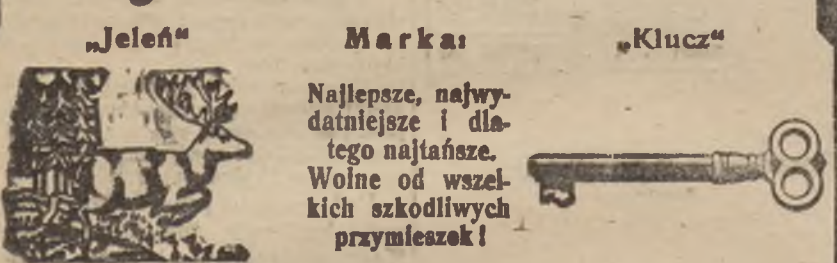 „Jeleń“ Marka: „Klucz“
Najlepsze, najwy-
datniejsze i dla-
tego najtańsze.
Wolne od wszel-
kich szkodliwych
przymieszek!